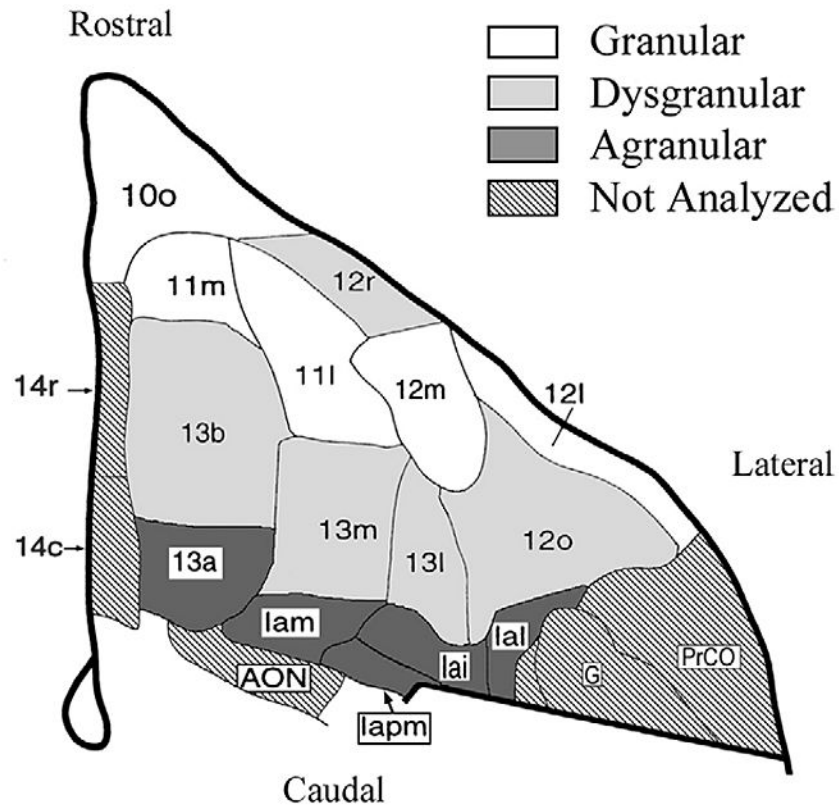 Rostral
Granular
Dysgranular
Agranular
Not Analyzed
10o
11m
12r
14r
11l
12m
12l
13b
Lateral
14c
13m
13l
12o
13a
Iam
Ial
Iai
AON
G
PrCO
Iapm
Caudal